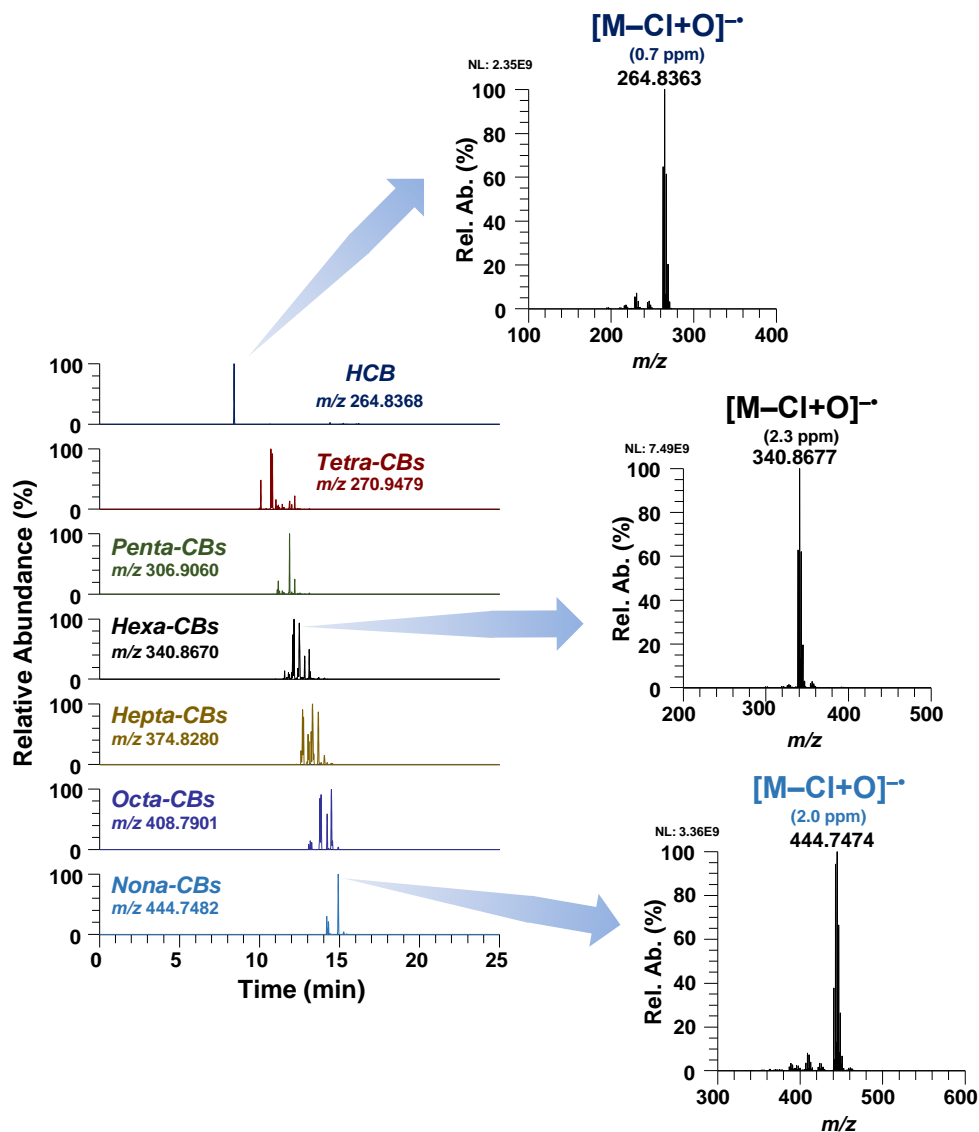 [M–Cl+O]⁻•
(0.7 ppm)
NL: 2.35E9
264.8363
100
80
60
40
20
0
Rel. Ab. (%)
100 200 300 400
m/z
Relative Abundance (%)
100
0
HCB
m/z 264.8368
100
0
Tetra-CBs
m/z 270.9479
100
0
Penta-CBs
m/z 306.9060
100
0
Hexa-CBs
m/z 340.8670
100
0
Hepta-CBs
m/z 374.8280
100
0
Octa-CBs
m/z 408.7901
100
0
Nona-CBs
m/z 444.7482
0 5 10 15 20 25
Time (min)
[M–Cl+O]⁻•
(2.3 ppm)
NL: 7.49E9
340.8677
100
80
60
40
20
0
Rel. Ab. (%)
200 300 400 500
m/z
[M–Cl+O]⁻•
(2.0 ppm)
NL: 3.36E9
444.7474
100
80
60
40
20
0
Rel. Ab. (%)
300 400 500 600
m/z